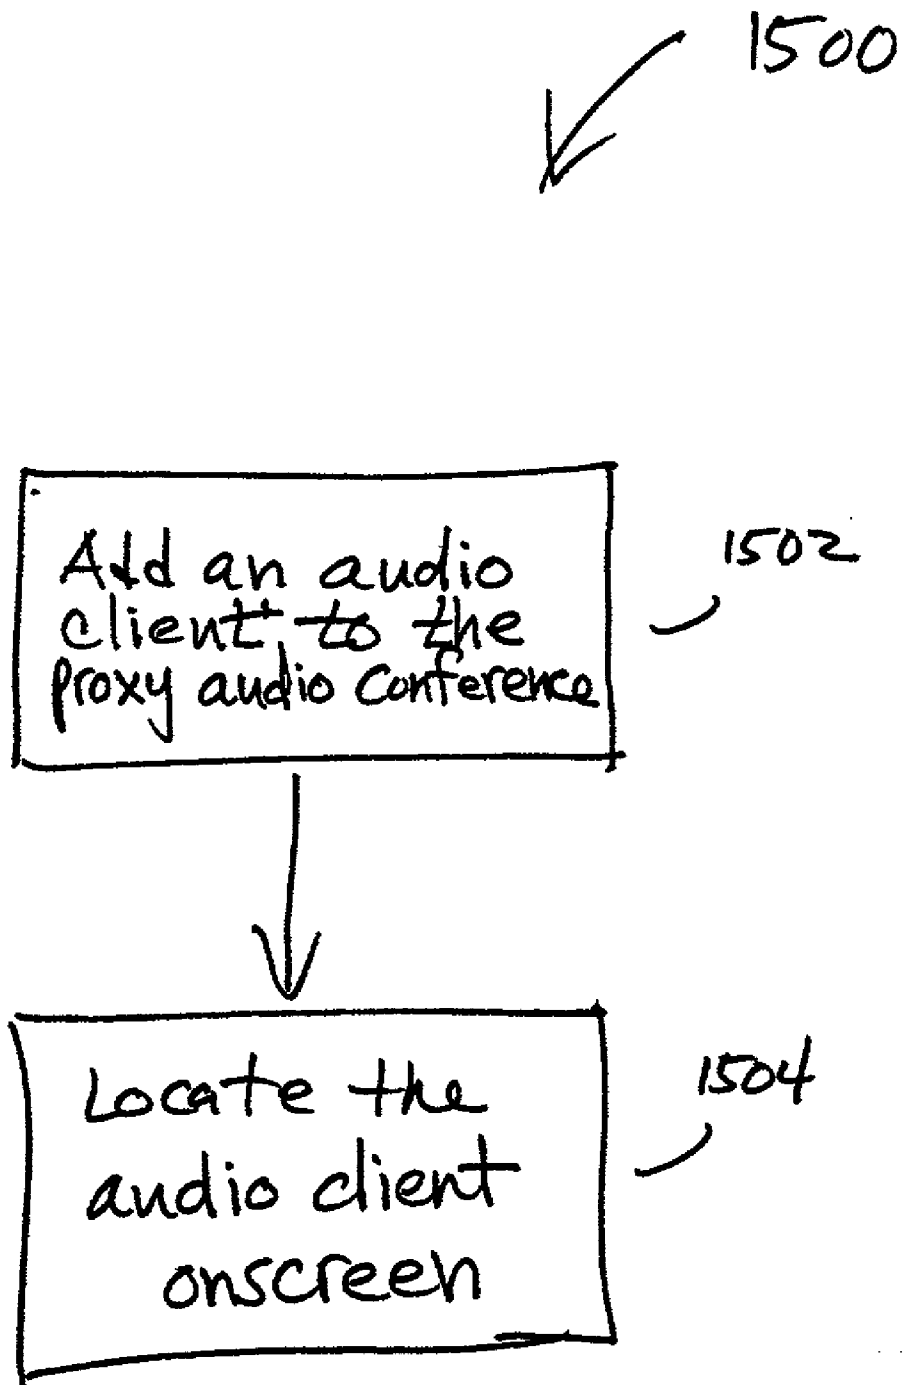 1500
Add an audio
client to the
proxy audio conference
1502
Locate the
audio client
onscreen
1504